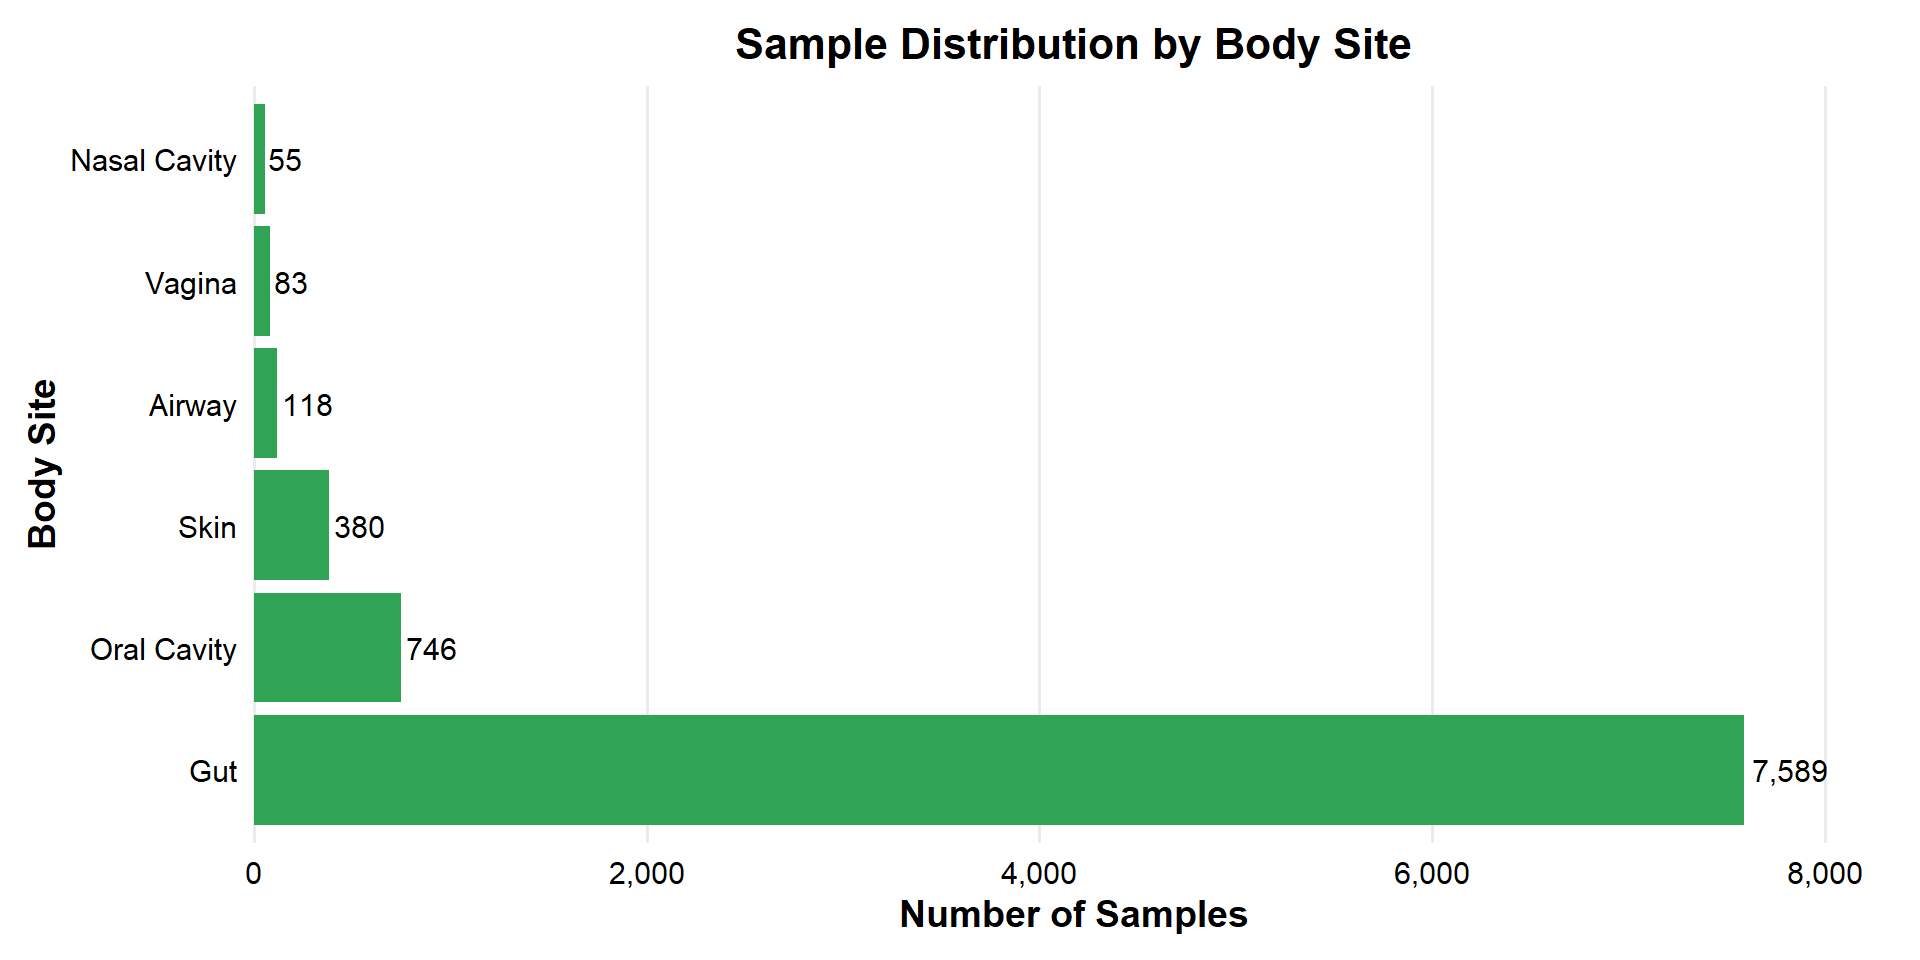 Sample Distribution by Body Site
Nasal Cavity 55
Vagina 83
Airway 118
Skin 380
Oral Cavity 746
Gut 7,589
Body Site
0 2,000 4,000 6,000 8,000
Number of Samples